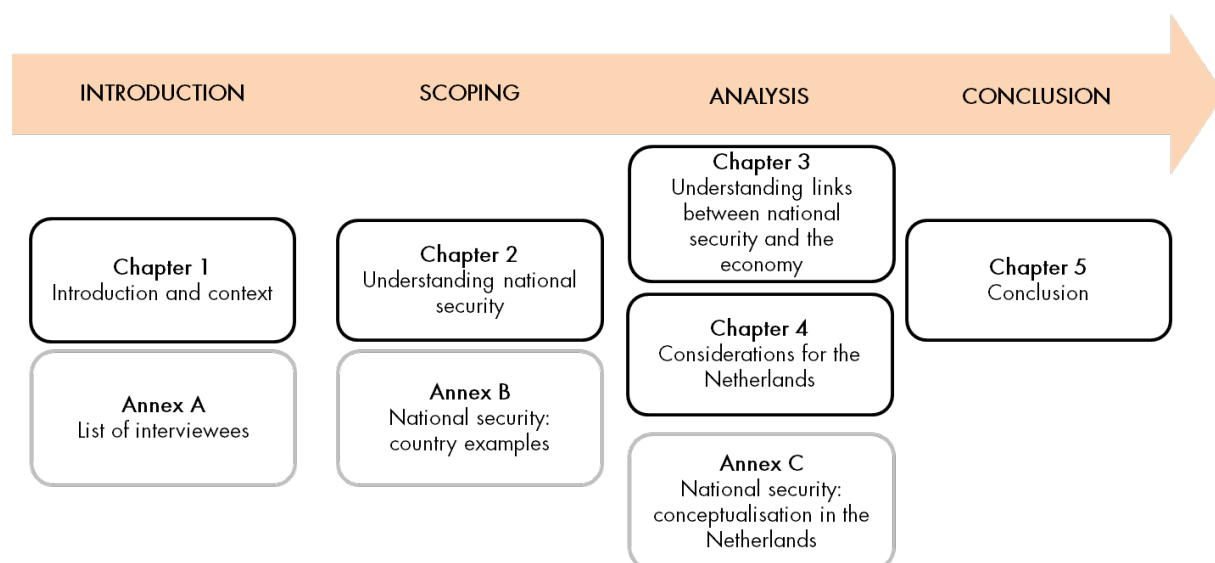 INTRODUCTION
SCOPING
ANALYSIS
CONCLUSION
Chapter 1
Introduction and context
Annex A
List of interviewees
Chapter 2
Understanding national
security
Annex B
National security:
country examples
Chapter 3
Understanding links
between national
security and the
economy
Chapter 4
Considerations for the
Netherlands
Annex C
National security:
conceptualisation in the
Netherlands
Chapter 5
Conclusion